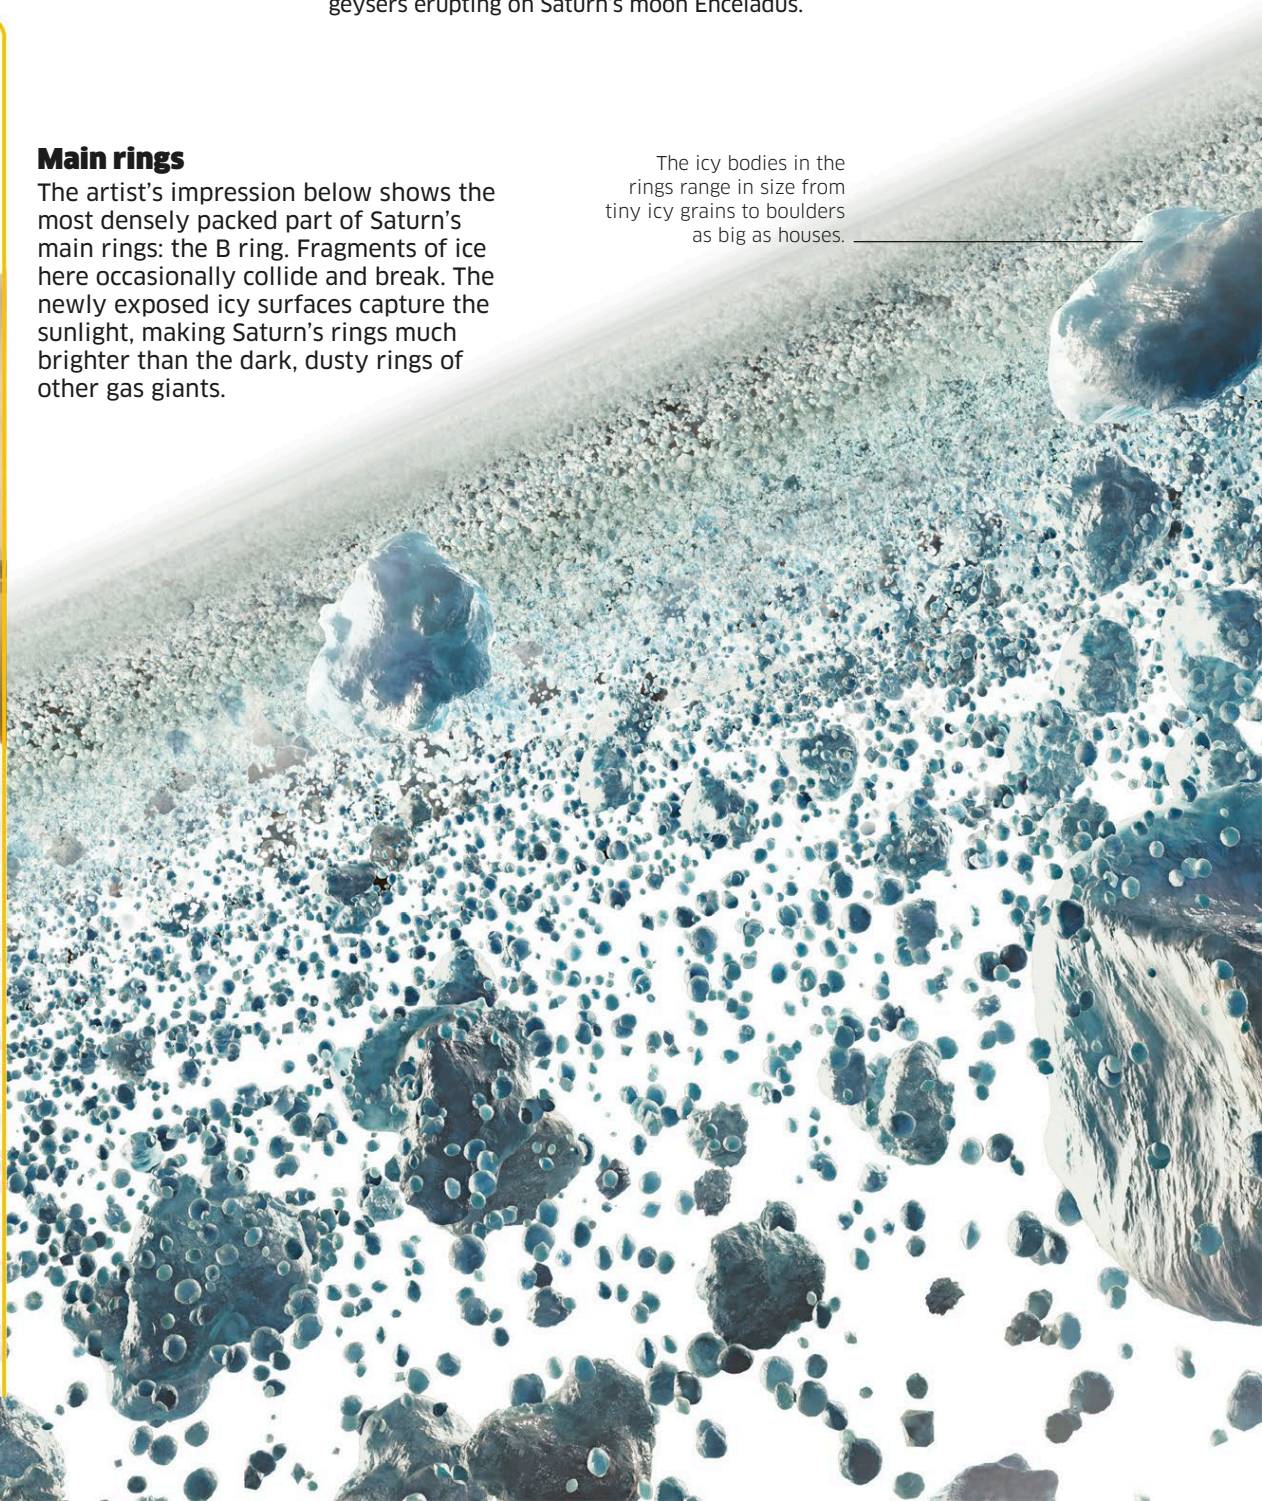 geysers erupting on Saturn's moon Enceladus.
Main rings
The artist's impression below shows the
most densely packed part of Saturn's
main rings: the B ring. Fragments of ice
here occasionally collide and break. The
newly exposed icy surfaces capture the
sunlight, making Saturn's rings much
brighter than the dark, dusty rings of
other gas giants.
The icy bodies in the
rings range in size from
tiny icy grains to boulders
as big as houses.